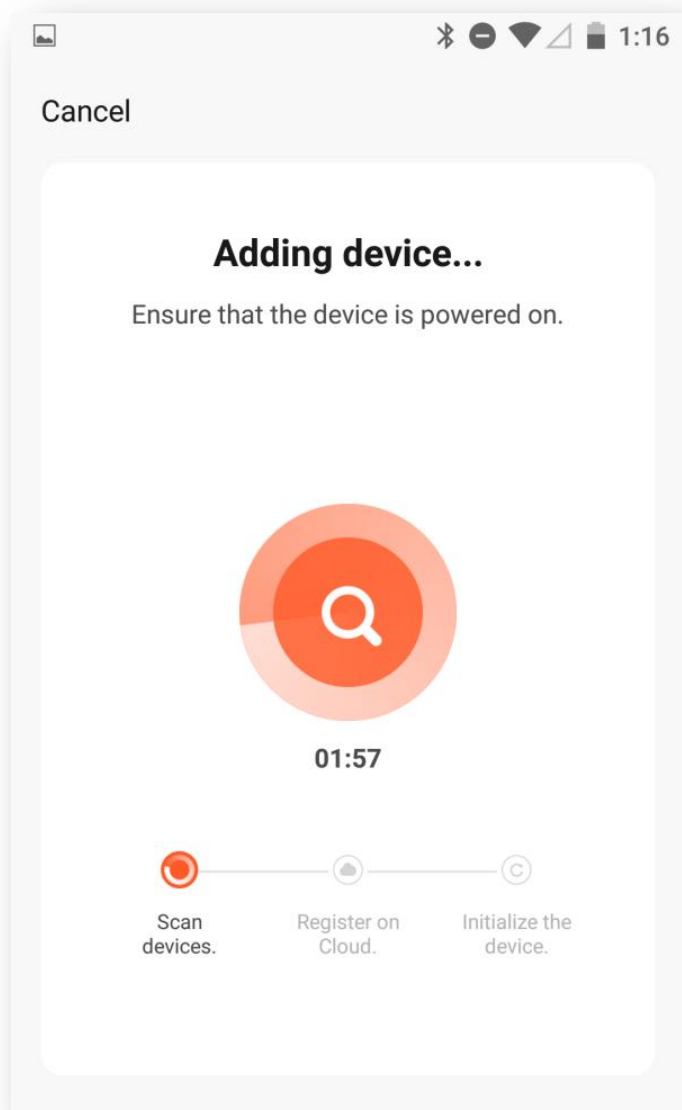 1:16
Cancel
Adding device...
Ensure that the device is powered on.
01:57
Scan
devices.
Register on
Cloud.
Initialize the
device.